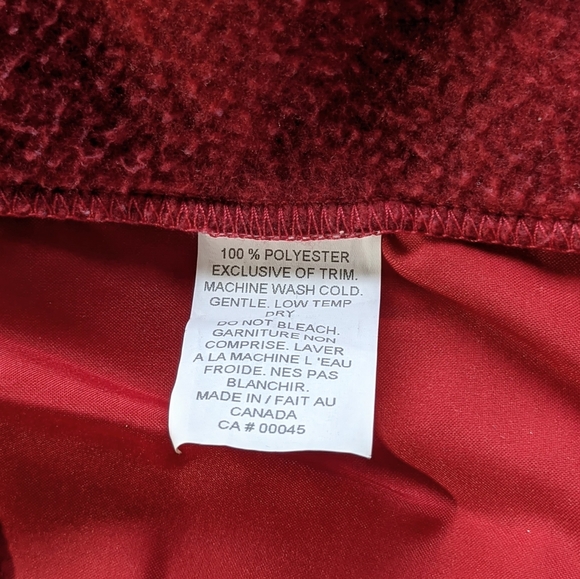 100 % POLYESTER
EXCLUSIVE OF TRIM.
MACHINE WASH COLD.
GENTLE. LOW TEMP
DRY
DO NOT BLEACH.
GARNITURE NON
COMPRISE. LAVER
A LA MACHINE L 'EAU
FROIDE. NES PAS
BLANCHIR.
MADE IN / FAIT AU
CANADA
CA # 00045